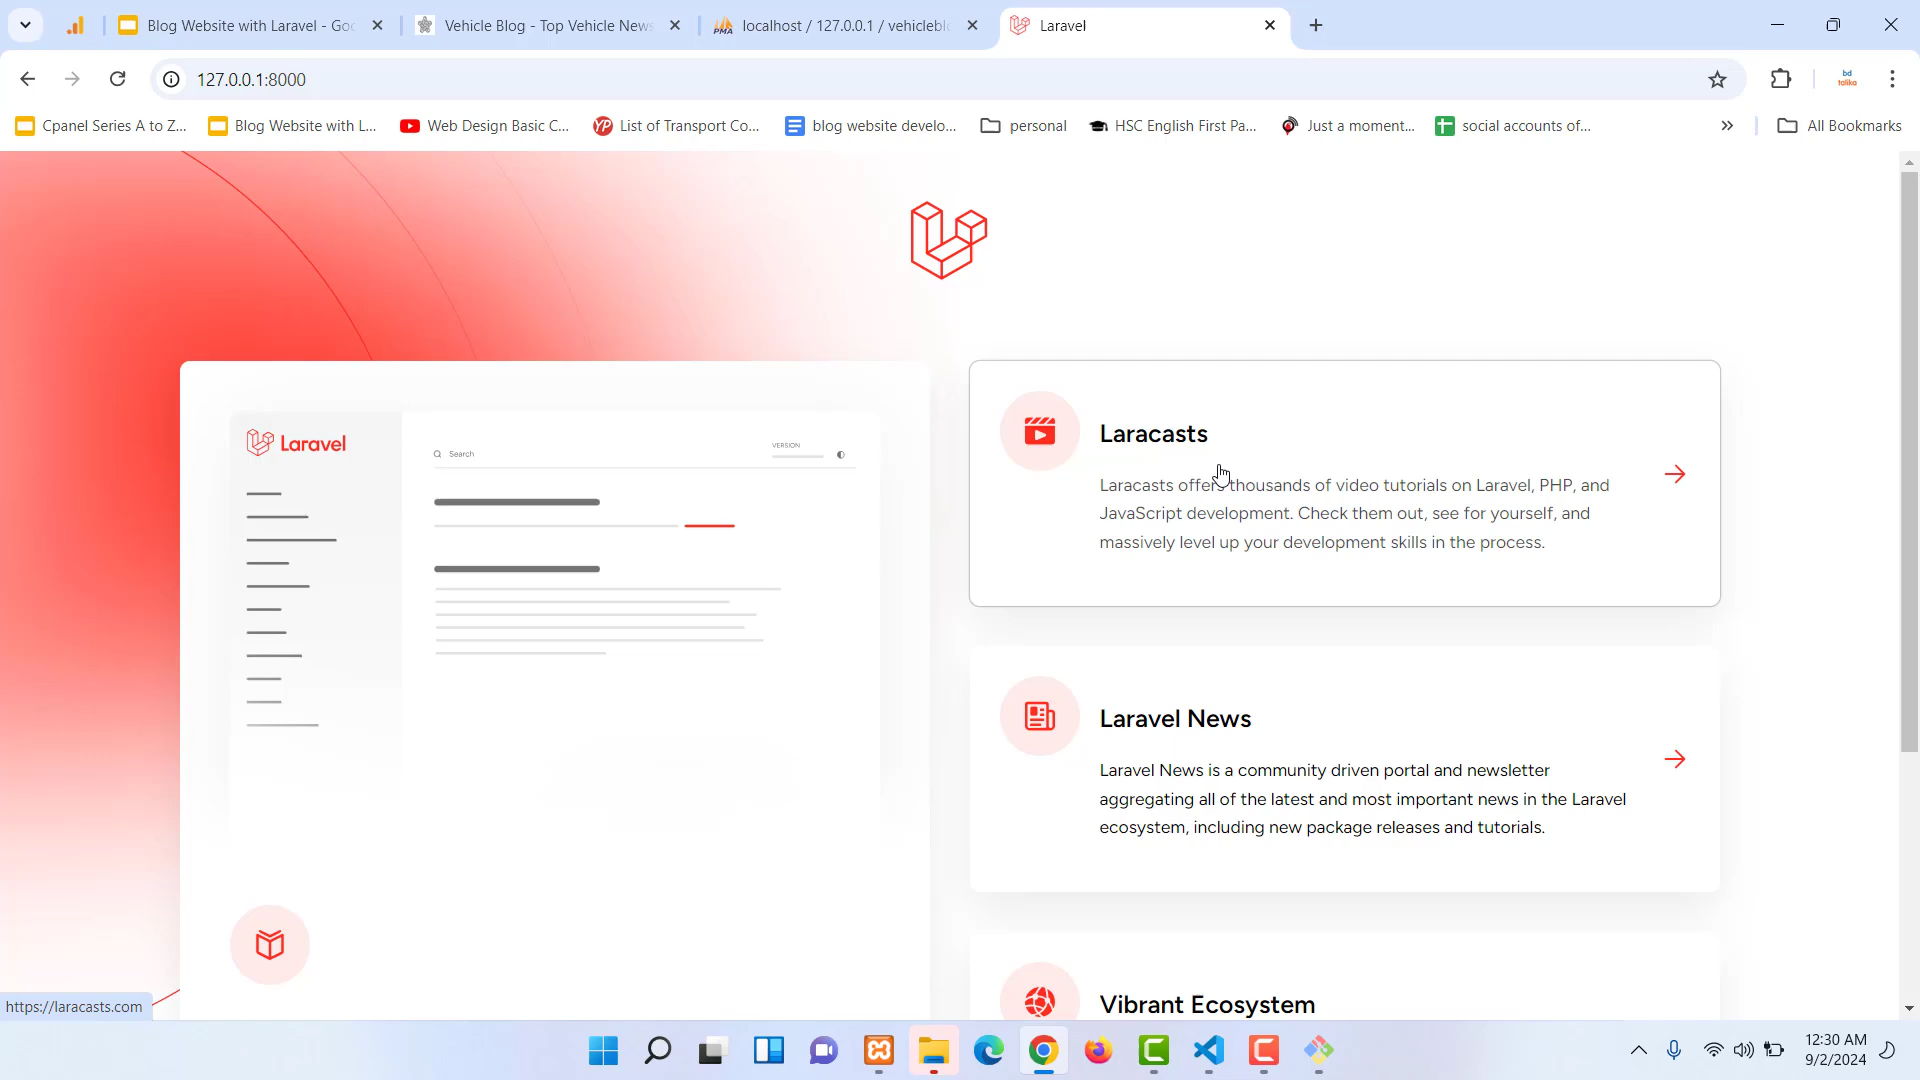 Blog Website with Laravel - Goo
Vehicle Blog - Top Vehicle News
localhost / 127.0.0.1 / vehicleblo
Laravel
127.0.0.1:8000
bd
tolika
Cpanel Series A to Z...
Blog Website with L...
Web Design Basic C...
List of Transport Co...
blog website develo...
personal
HSC English First Pa...
Just a moment...
social accounts of...
All Bookmarks
Laravel
Search
VERSION
Laracasts
Laracasts offers thousands of video tutorials on Laravel, PHP, and
JavaScript development. Check them out, see for yourself, and
massively level up your development skills in the process.
Laravel News
Laravel News is a community driven portal and newsletter
aggregating all of the latest and most important news in the Laravel
ecosystem, including new package releases and tutorials.
Vibrant Ecosystem
https://laracasts.com
12:30 AM
9/2/2024